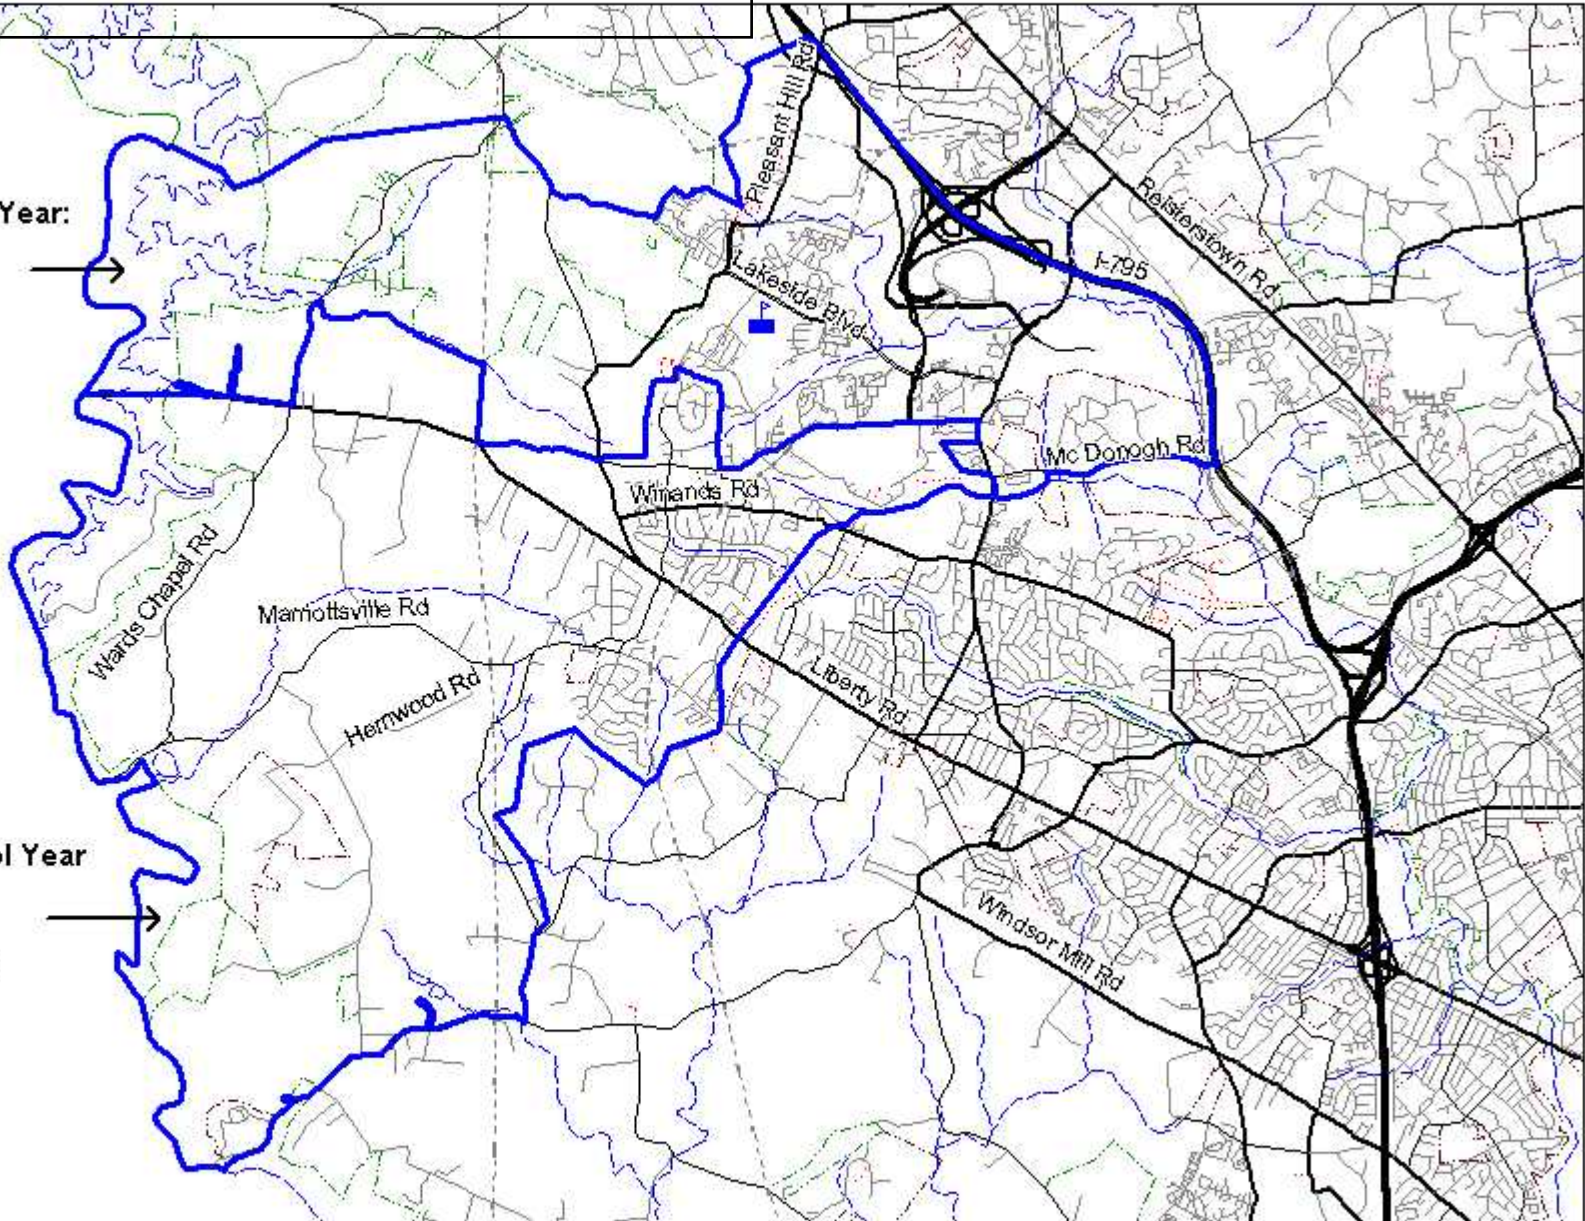 Pleasant Hill Rd
Reisterstown Rd
Year:
Lakeside Blvd
I-795
Mc Donogh Rd
Winands Rd
Wards Chapel Rd
Marriottsville Rd
Liberty Rd
Hernwood Rd
ol Year
Windsor Mill Rd